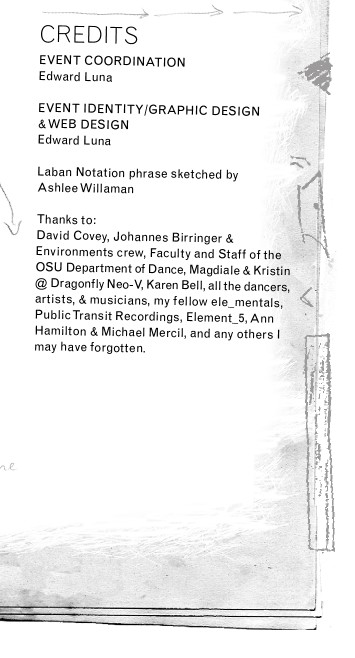 CREDITS
EVENT COORDINATION
Edward Luna
EVENT IDENTITY/GRAPHIC DESIGN
& WEB DESIGN
Edward Luna
Laban Notation phrase sketched by
Ashlee Willaman
Thanks to:
David Covey, Johannes Birringer &
Environments crew, Faculty and Staff of the
OSU Department of Dance, Magdiale & Kristin
@ Dragonfly Neo-V, Karen Bell, all the dancers,
artists, & musicians, my fellow ele_mentals,
Public Transit Recordings, Element_5, Ann
Hamilton & Michael Mercil, and any others I
may have forgotten.